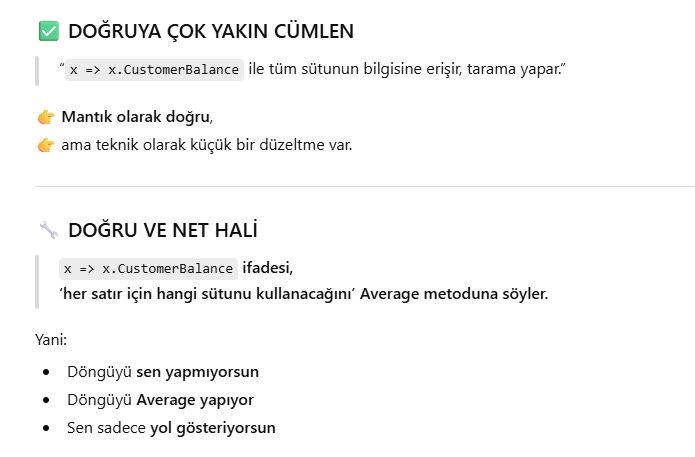 ✅ DOĞRUYA ÇOK YAKIN CÜMLEN
“x => x.CustomerBalance ile tüm sütunun bilgisine erişir, tarama yapar.”
👉 Mantık olarak doğru,
👉 ama teknik olarak küçük bir düzeltme var.
🔧 DOĞRU VE NET HALİ
x => x.CustomerBalance ifadesi,
‘her satır için hangi sütunu kullanacağını’ Average metoduna söyler.
Yani:
• Döngüyü sen yapmıyorsun
• Döngüyü Average yapıyor
• Sen sadece yol gösteriyorsun